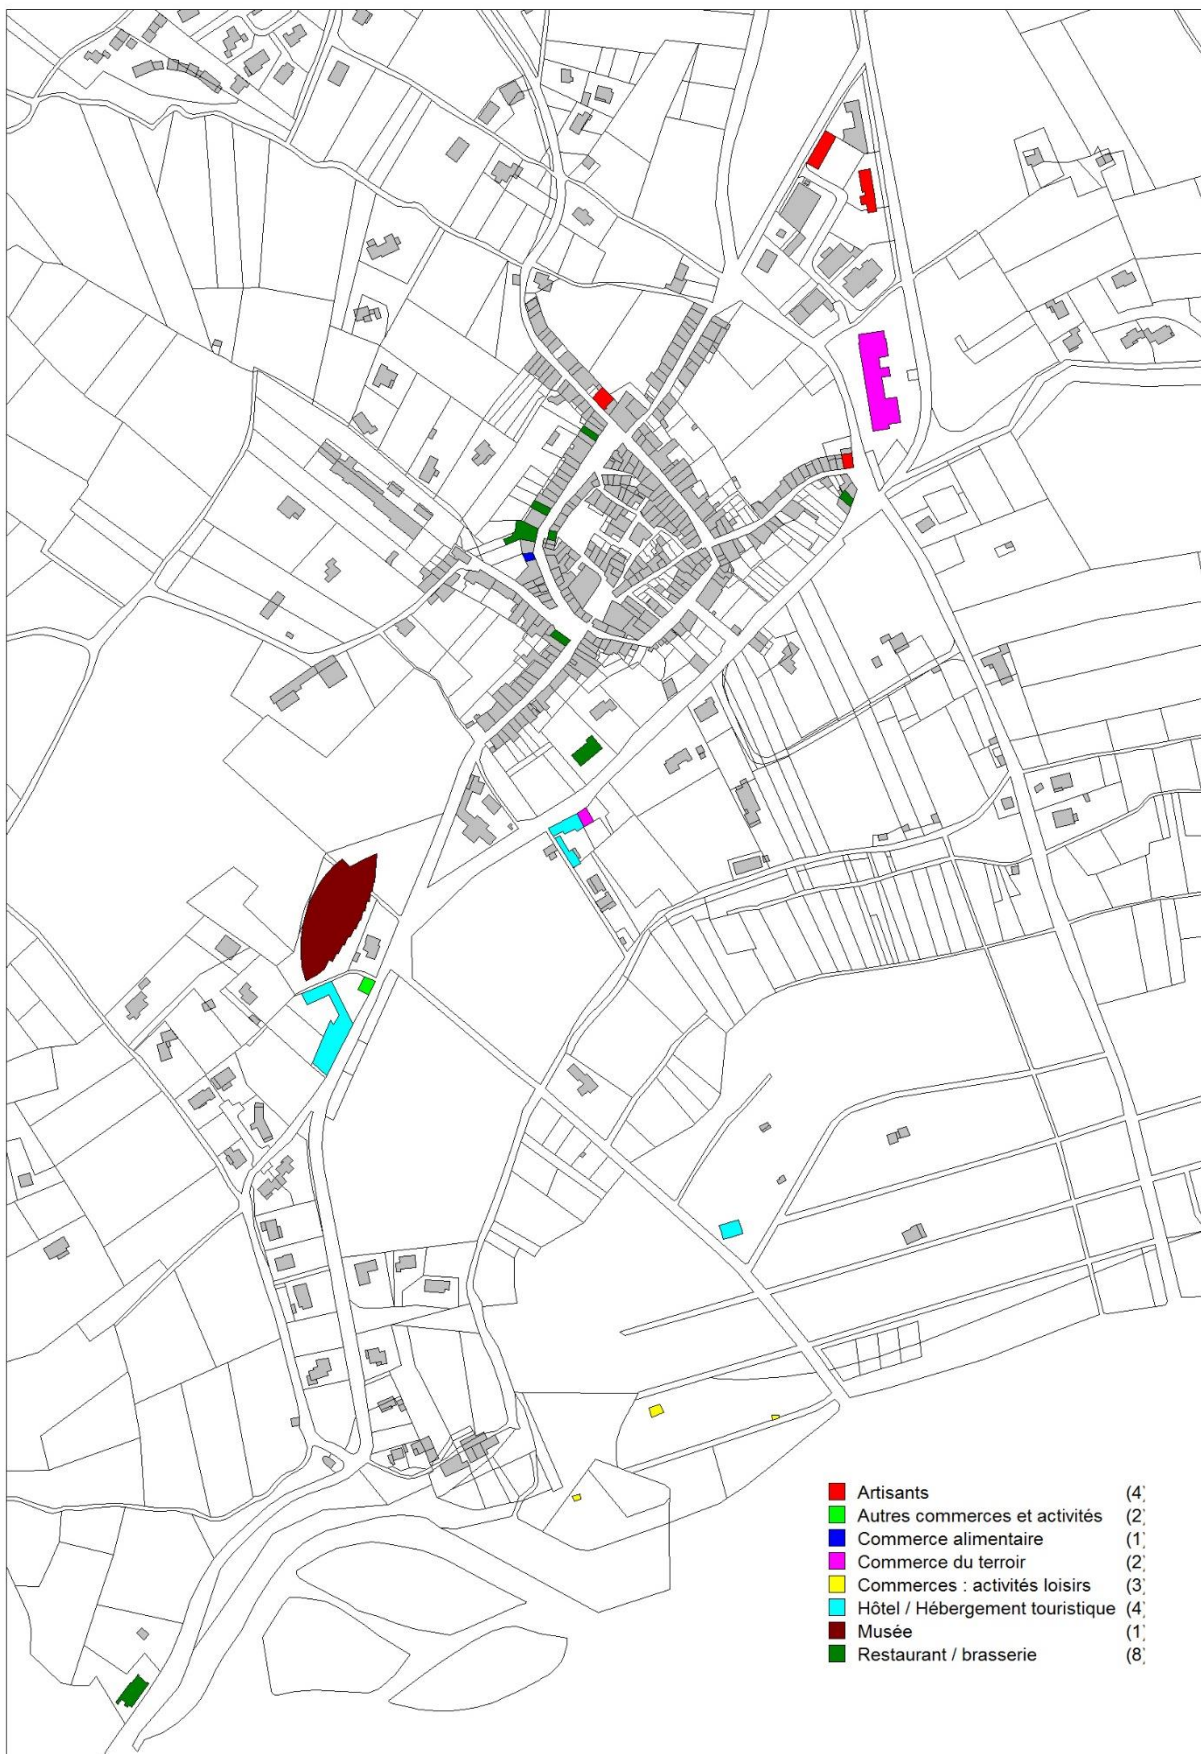 Artisants (4)
Autres commerces et activités (2)
Commerce alimentaire (1)
Commerce du terroir (2)
Commerces : activités loisirs (3)
Hôtel / Hébergement touristique (4)
Musée (1)
Restaurant / brasserie (8)